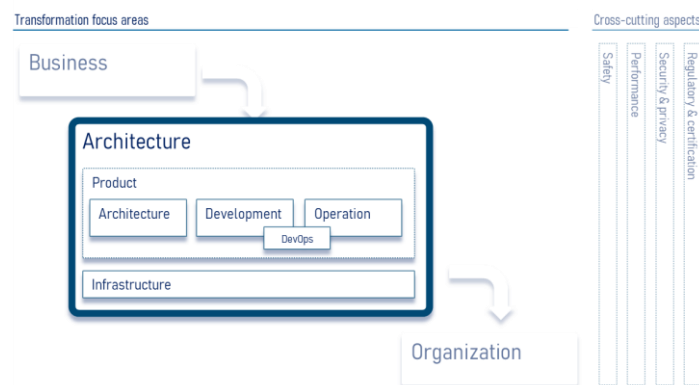 Transformation focus areas
Cross-cutting aspects
Business
Architecture
Product
Architecture
Development
Operation
DevOps
Infrastructure
Organization
Safety
Performance
Security & privacy
Regulatory & certification